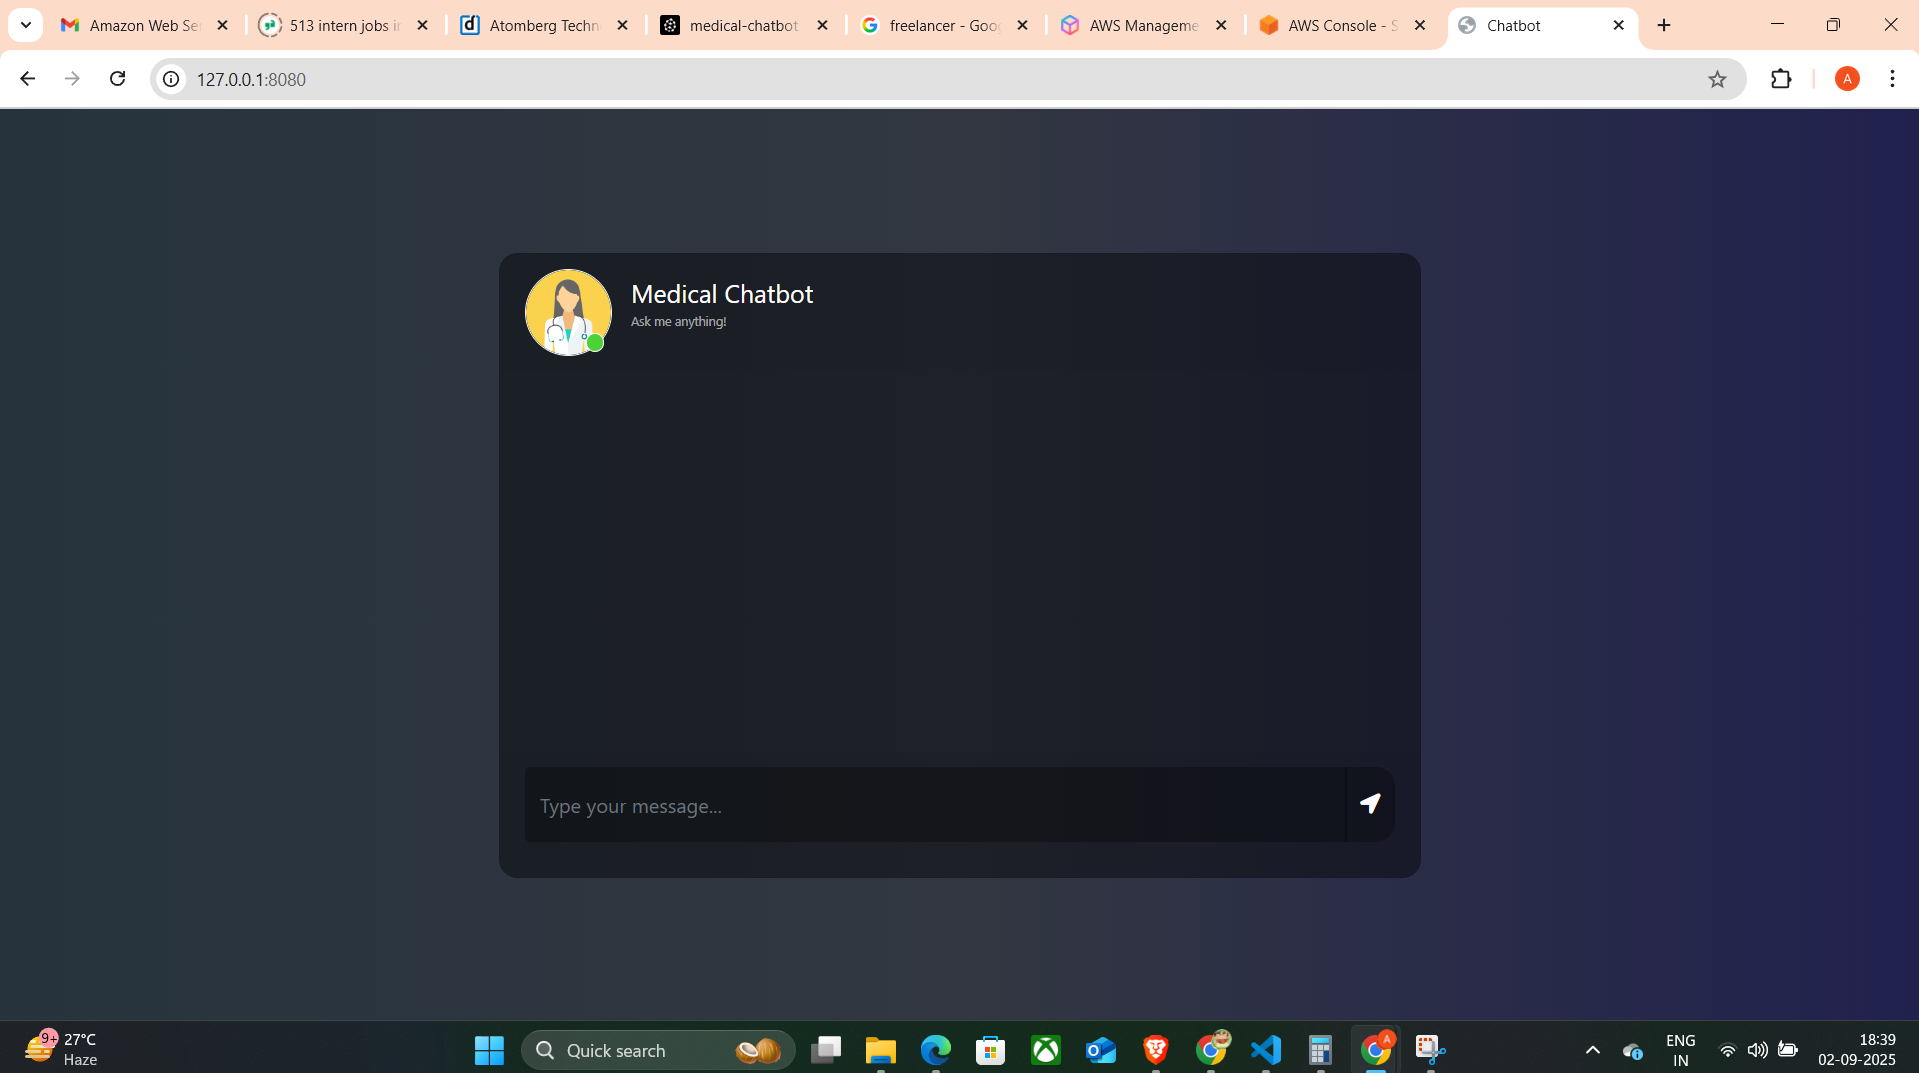 Amazon Web Se
513 intern jobs in
Atomberg Techn
medical-chatbot
freelancer - Goo
AWS Manageme
AWS Console - S
Chatbot
127.0.0.1:8080
A
Medical Chatbot
Ask me anything!
Type your message...
9+
27°C
Haze
Quick search
A
ENG
IN
18:39
02-09-2025